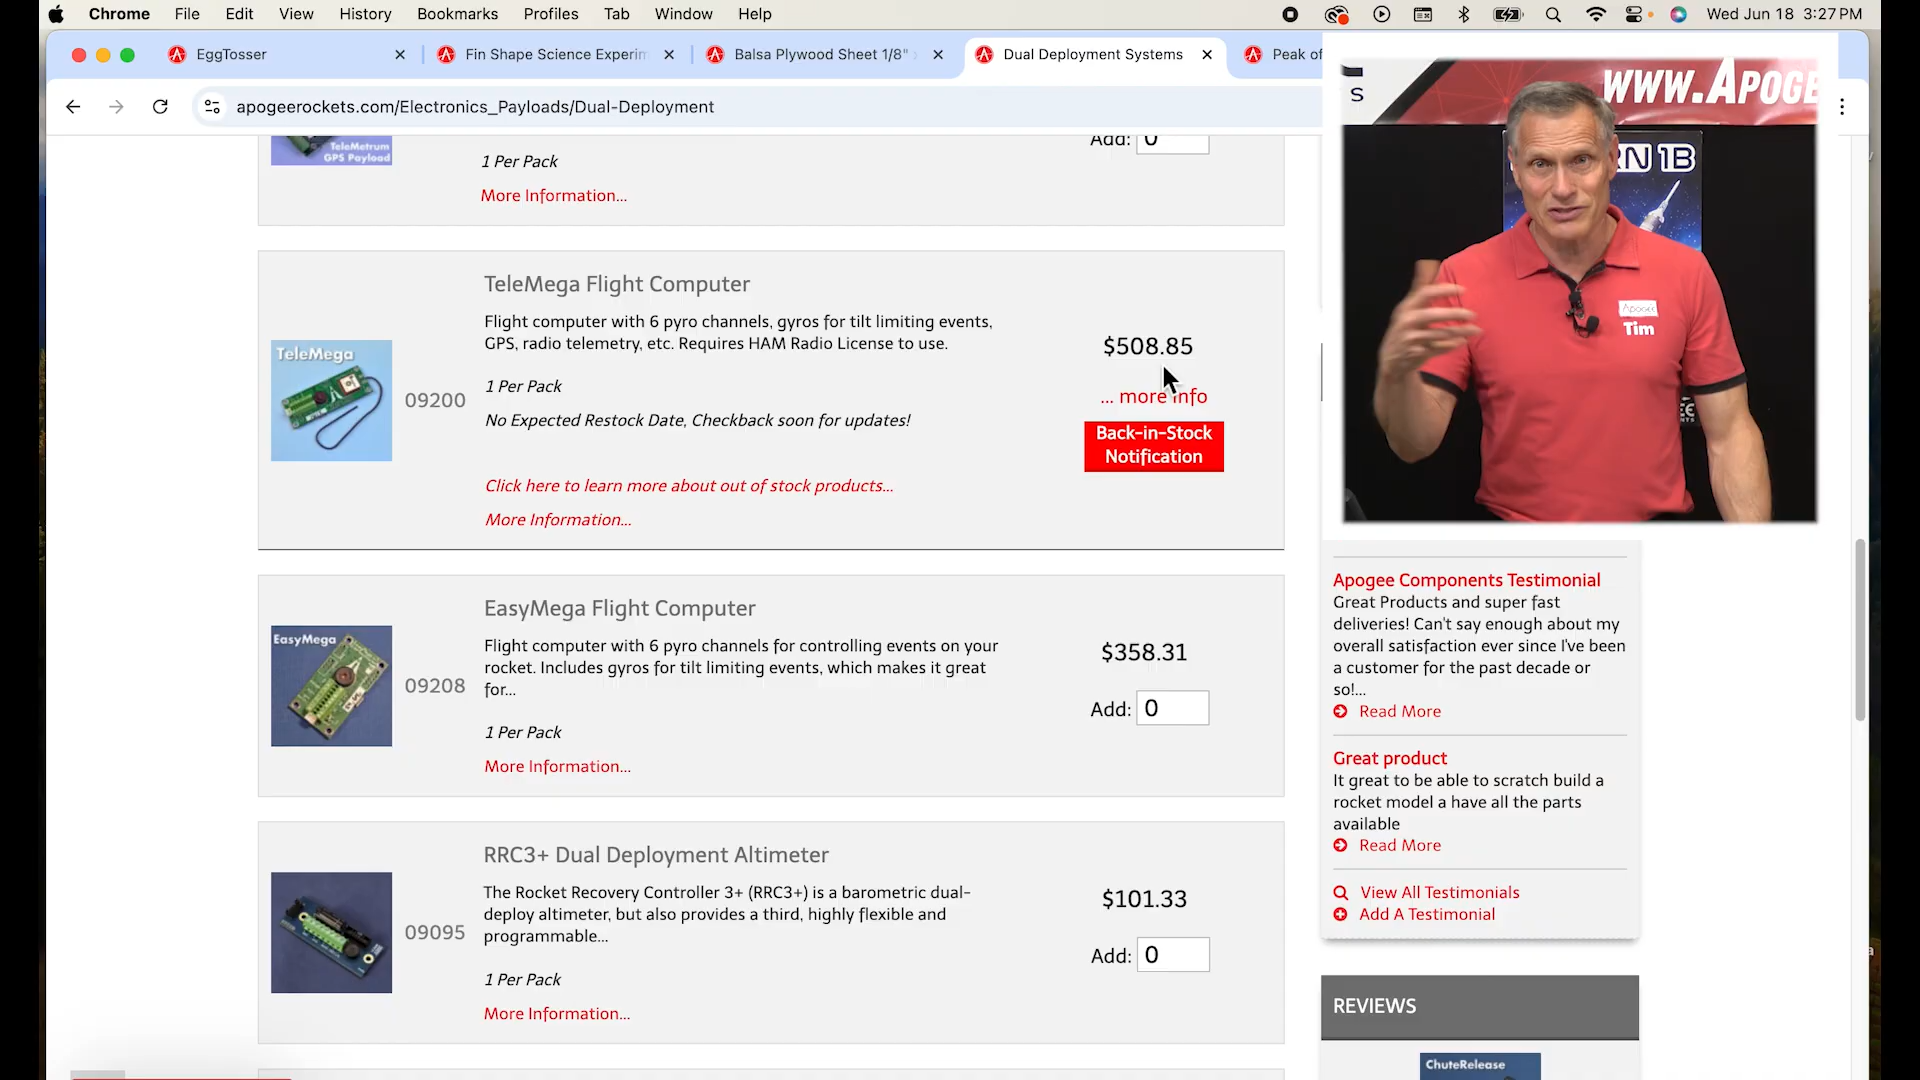 Chrome File Edit View History Bookmarks Profiles Tab Window Help
Wed Jun 18 3:27 PM
EggTosser
Fin Shape Science Experim
Balsa Plywood Sheet 1/8"
Dual Deployment Systems
Peak of
apogeerockets.com/Electronics_Payloads/Dual-Deployment
TeleMetrum
GPS Payload
1 Per Pack
More Information...
Add: 0
TeleMega Flight Computer
Flight computer with 6 pyro channels, gyros for tilt limiting events,
GPS, radio telemetry, etc. Requires HAM Radio License to use.
1 Per Pack
No Expected Restock Date, Checkback soon for updates!
Click here to learn more about out of stock products...
More Information...
TeleMega
09200
$508.85
... more info
Back-in-Stock
Notification
EasyMega Flight Computer
Flight computer with 6 pyro channels for controlling events on your
rocket. Includes gyros for tilt limiting events, which makes it great
for...
1 Per Pack
More Information...
EasyMega
09208
$358.31
Add: 0
RRC3+ Dual Deployment Altimeter
The Rocket Recovery Controller 3+ (RRC3+) is a barometric dual-
deploy altimeter, but also provides a third, highly flexible and
programmable...
1 Per Pack
More Information...
09095
$101.33
Add: 0
S
WWW.APOGE
RN 1B
Apogee
Tim
Apogee Components Testimonial
Great Products and super fast
deliveries! Can't say enough about my
overall satisfaction ever since I've been
a customer for the past decade or
so!...
Read More
Great product
It great to be able to scratch build a
rocket model a have all the parts
available
Read More
View All Testimonials
Add A Testimonial
REVIEWS
ChuteRelease